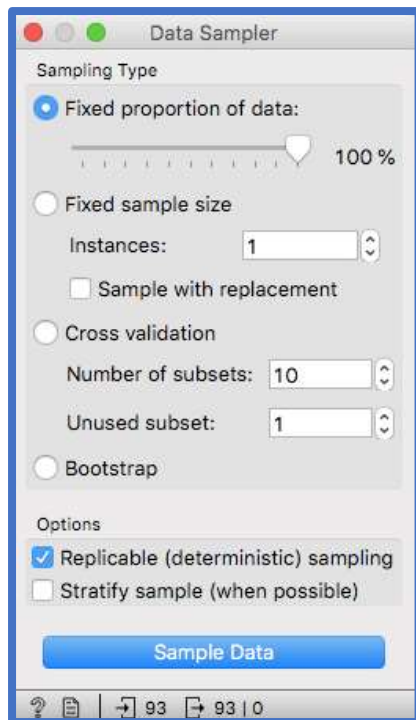 Data Sampler
Sampling Type
Fixed proportion of data:
100 %
Fixed sample size
Instances: 1
Sample with replacement
Cross validation
Number of subsets: 10
Unused subset: 1
Bootstrap
Options
Replicable (deterministic) sampling
Stratify sample (when possible)
Sample Data
? 93 93 | 0